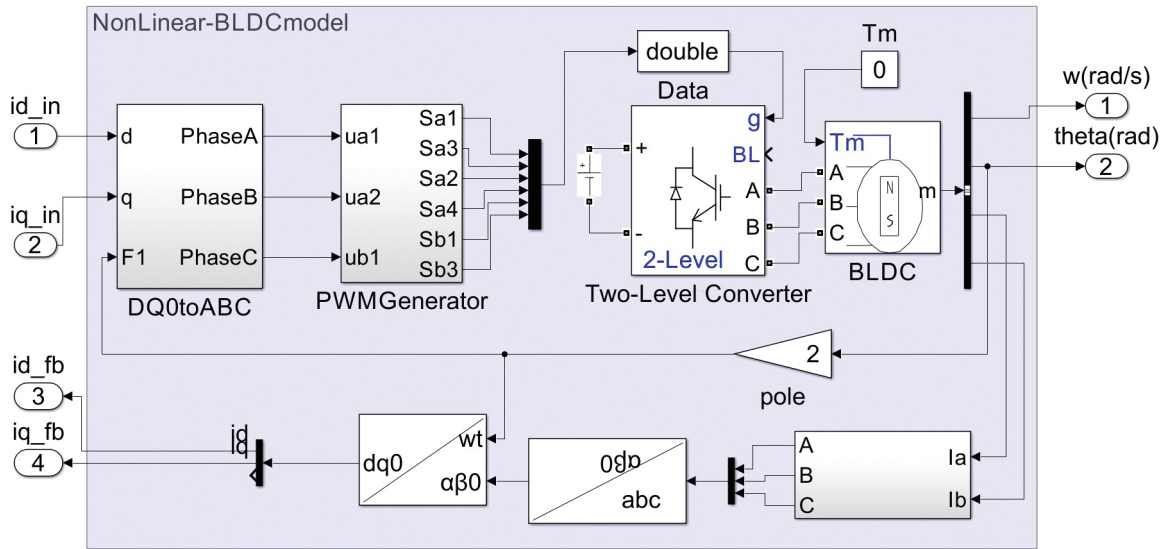 NonLinear-BLDCmodel
id_in
1
iq_in
2
d
q
F1
PhaseA
PhaseB
PhaseC
DQ0toABC
ua1
ua2
ub1
Sa1
Sa3
Sa2
Sa4
Sb1
Sb3
PWMGenerator
double
Data
+
+
-
g
BL
A
B
C
2-Level
Two-Level Converter
Tm
0
Tm
A
B
C
N
S
m
BLDC
w(rad/s)
1
theta(rad)
2
2
pole
id_fb
3
iq_fb
4
id
iq
dq0
wt
αβ0
αβ0
abc
A
B
C
Ia
Ib